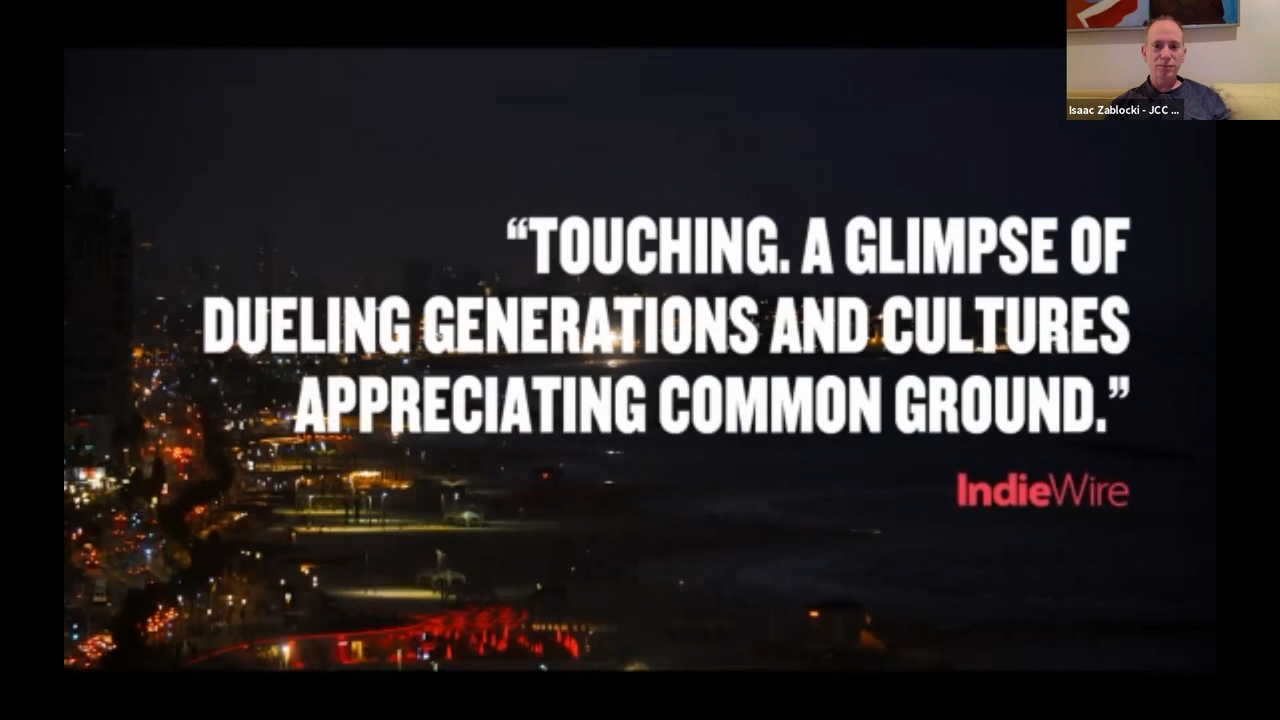 Isaac Zablocki - JCC ...
“TOUCHING. A GLIMPSE OF
DUELING GENERATIONS AND CULTURES
APPRECIATING COMMON GROUND.”
IndieWire